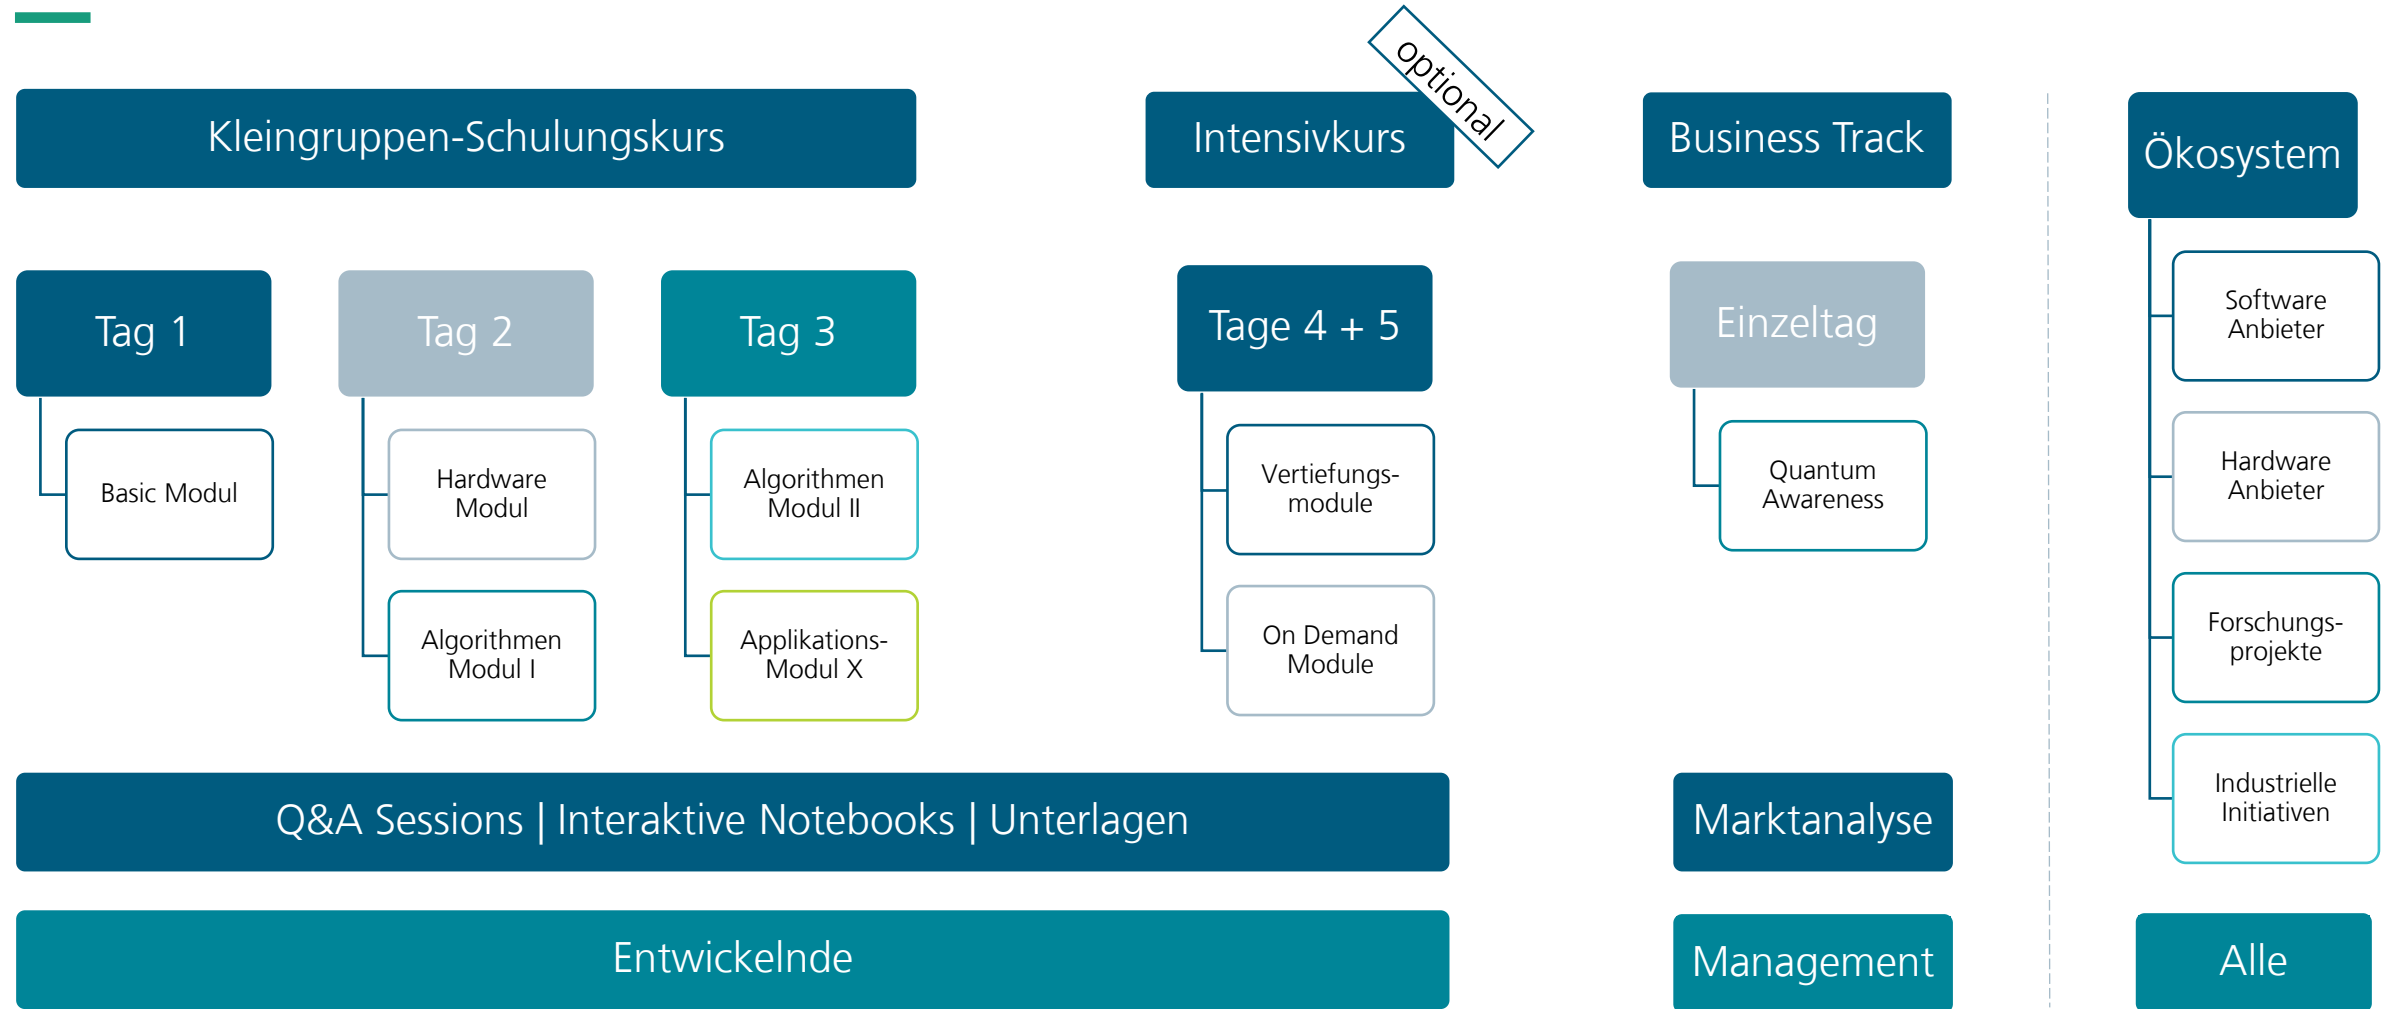 optional
Kleingruppen-Schulungskurs
Intensivkurs
Business Track
Ökosystem
Tag 1
Tag 2
Tag 3
Tage 4 + 5
Einzeltag
Basic Modul
Hardware
Modul
Algorithmen
Modul I
Algorithmen
Modul II
Applikations-
Modul X
Vertiefungs-
module
On Demand
Module
Quantum
Awareness
Software
Anbieter
Hardware
Anbieter
Forschungs-
projekte
Industrielle
Initiativen
Q&A Sessions | Interaktive Notebooks | Unterlagen
Marktanalyse
Entwickelnde
Management
Alle